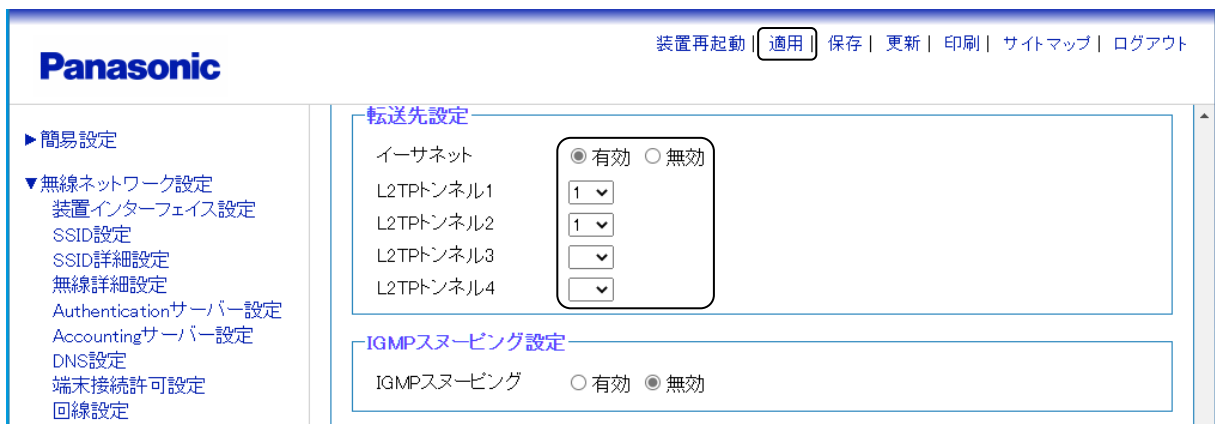 装置再起動 | 適用 | 保存 | 更新 | 印刷 | サイトマップ | ログアウト
Panasonic
▶簡易設定
▼無線ネットワーク設定
装置インターフェイス設定
SSID設定
SSID詳細設定
無線詳細設定
Authenticationサーバー設定
Accountingサーバー設定
DNS設定
端末接続許可設定
回線設定
転送先設定
イーサネット 有効 無効
L2TPトンネル1 1
L2TPトンネル2 1
L2TPトンネル3
L2TPトンネル4
IGMPスヌーピング設定
IGMPスヌーピング 有効 無効